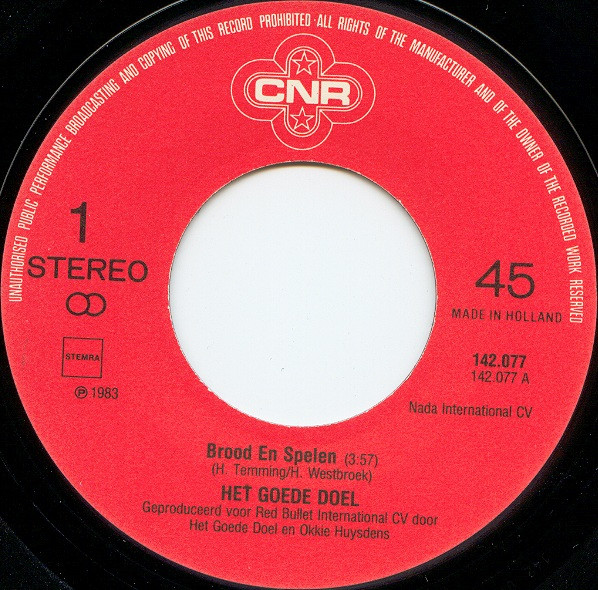 UNAUTHORISED PUBLIC PERFORMANCE BROADCASTING AND COPYING OF THIS RECORD PROHIBITED·ALL RIGHTS OF THE MANUFACTURER AND OF THE OWNER OF THE RECORDED WORK RESERVED
CNR
1
STEREO
45
MADE IN HOLLAND
STEMRA
℗ 1983
142.077
142.077 A
Nada International CV
Brood En Spelen (3.57)
(H. Temming/H. Westbroek)
HET GOEDE DOEL
Geproduceerd voor Red Bullet International CV door
Het Goede Doel en Okkie Huysdens